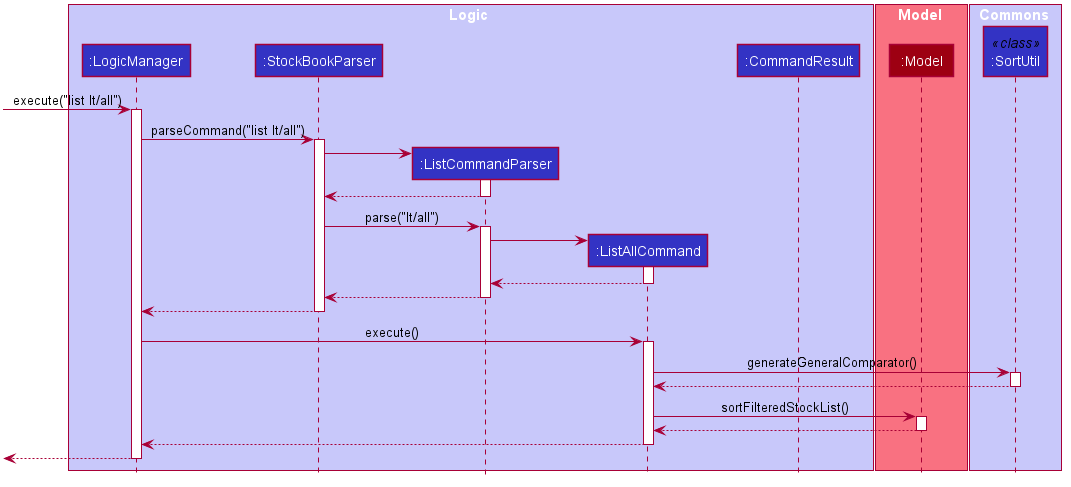 Logic
Model
Commons
:LogicManager
:StockBookParser
:CommandResult
:Model
«class»
:SortUtil
execute("list lt/all")
parseCommand("list lt/all")
:ListCommandParser
parse("lt/all")
:ListAllCommand
execute()
generateGeneralComparator()
sortFilteredStockList()